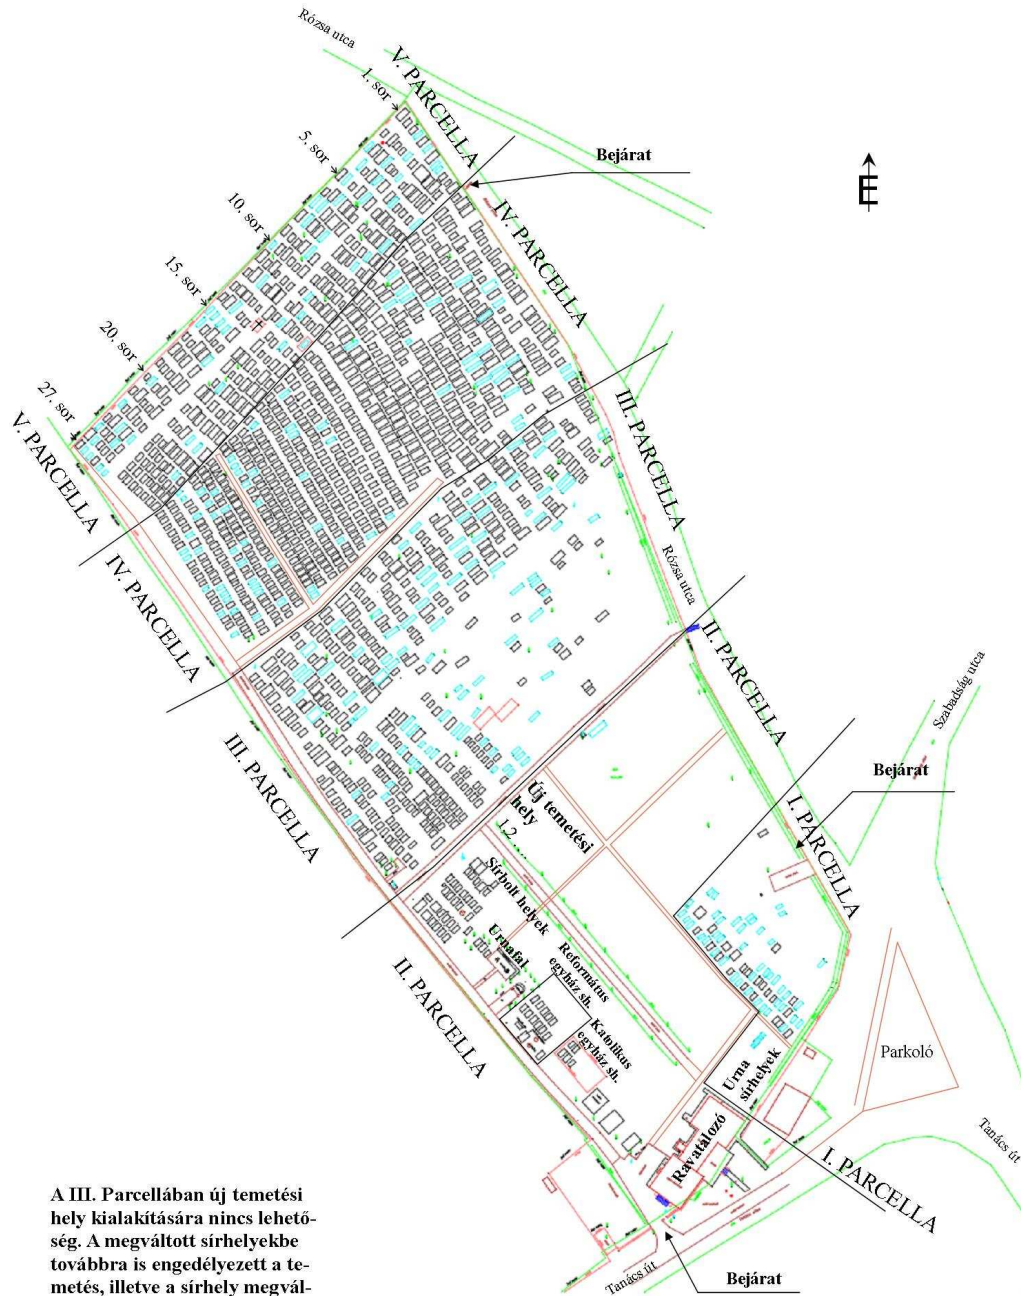 Rózsa utca
V. PARCELLA
1. sor
5. sor
10. sor
15. sor
20. sor
27. sor
Bejárat
É
IV. PARCELLA
III. PARCELLA
V. PARCELLA
IV. PARCELLA
Rózsa utca
II. PARCELLA
Szabadság utca
III. PARCELLA
Bejárat
I. PARCELLA
Új temetési
hely
1,2 ...
Sírbolt helyek
Urnafal
Református
egyház sh.
Katolikus
egyház sh.
II. PARCELLA
Urna
sírhelyek
Parkoló
Ravatalozó
Tanács út
I. PARCELLA
A III. Parcellában új temetési
hely kialakítására nincs lehető-
ség. A megváltott sírhelyekbe
továbbra is engedélyezett a te-
metés, illetve a sírhely megvál-
Tanács út
Bejárat